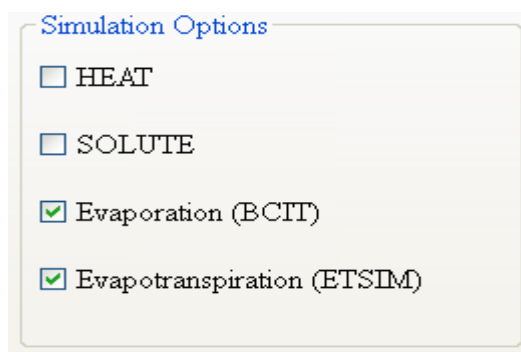 Simulation Options
HEAT
SOLUTE
Evaporation (BCIT)
Evapotranspiration (ETSIM)